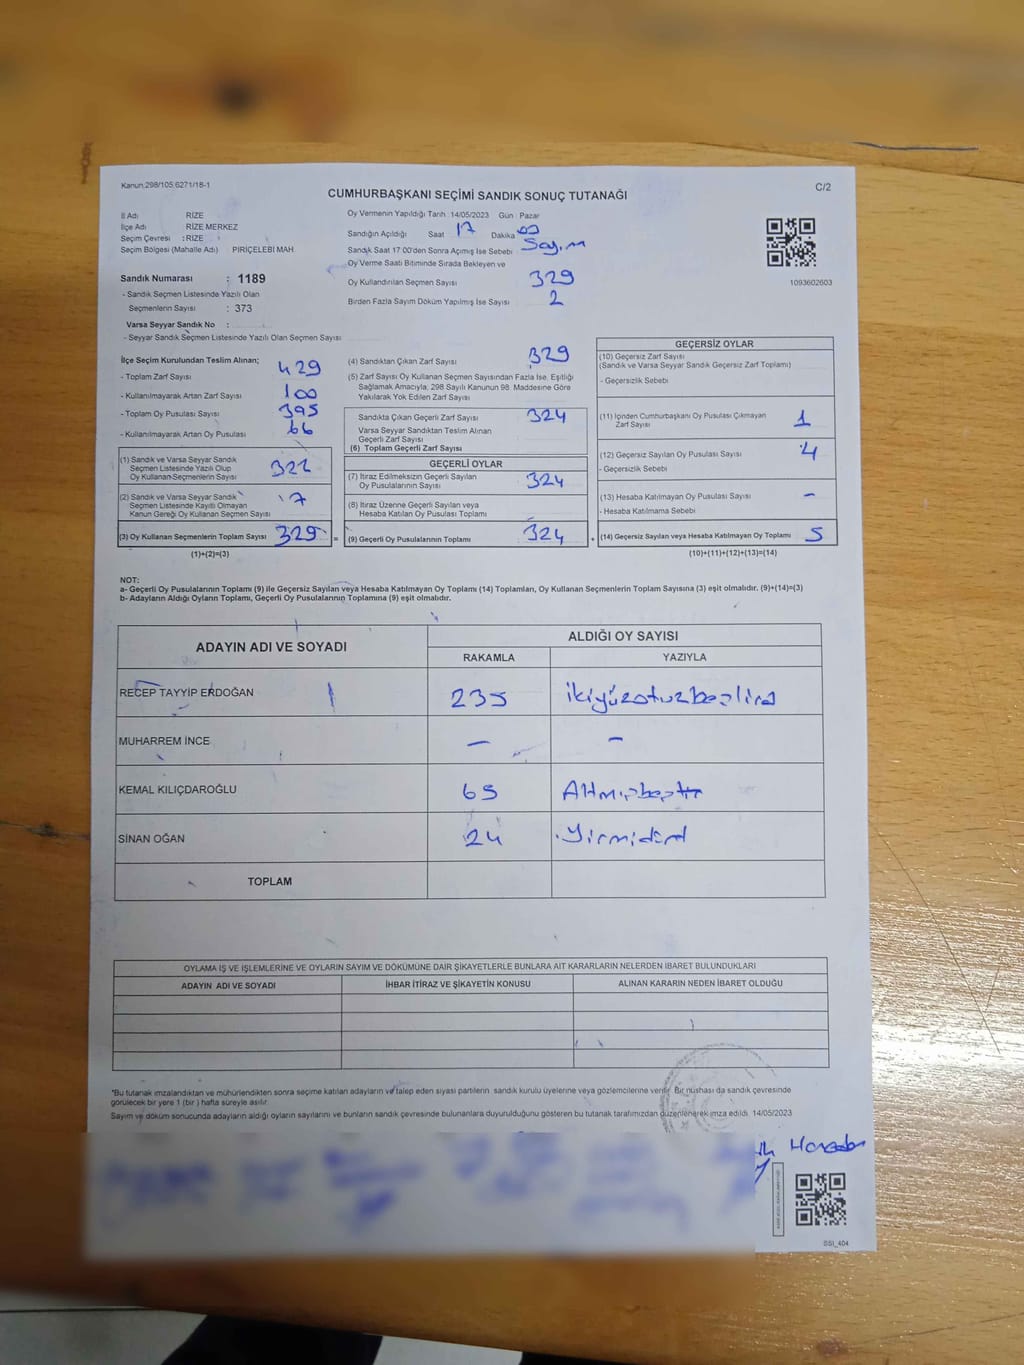 Kanun:298/105,6271/18-1
C/2
CUMHURBAŞKANI SEÇİMİ SANDIK SONUÇ TUTANAĞI
İl Adı RİZE
İlçe Adı : RİZE MERKEZ
Seçim Çevresi : RİZE
Seçim Bölgesi (Mahalle Adı) PİRİÇELEBİ MAH
Oy Vermenin Yapıldığı Tarih : 14/05/2023 Gün : Pazar
Sandığın Açıldığı Saat 17 Dakika
Sandık Saat 17:00'den Sonra Açımış İse Sebebi Sayım
Oy Verme Saati Bitiminde Sırada Bekleyen ve
Oy Kullandırılan Seçmen Sayısı 329
Birden Fazla Sayım Döküm Yapılmış İse Sayısı 2
1093602603
Sandık Numarası : 1189
- Sandık Seçmen Listesinde Yazılı Olan
Seçmenlerin Sayısı : 373
Varsa Seyyar Sandık No :
- Seyyar Sandık Seçmen Listesinde Yazılı Olan Seçmen Sayısı
İlçe Seçim Kurulundan Teslim Alınan;
- Toplam Zarf Sayısı 429
- Kullanılmayarak Artan Zarf Sayısı 100
- Toplam Oy Pusulası Sayısı 395
- Kullanılmayarak Artan Oy Pusulası 66
(1) Sandık ve Varsa Seyyar Sandık
Seçmen Listesinde Yazılı Olup
Oy Kullanan Seçmenlerin Sayısı 322
(2) Sandık ve Varsa Seyyar Sandık
Seçmen Listesinde Kayıtlı Olmayan
Kanun Gereği Oy Kullanan Seçmen Sayısı 7
(3) Oy Kullanan Seçmenlerin Toplam Sayısı 329
(1)+(2)=(3)
(4) Sandıktan Çıkan Zarf Sayısı 329
(5) Zarf Sayısı Oy Kullanan Seçmen Sayısından Fazla İse, Eşitliği
Sağlamak Amacıyla, 298 Sayılı Kanunun 98. Maddesine Göre
Yakılarak Yok Edilen Zarf Sayısı
Sandıkta Çıkan Geçerli Zarf Sayısı 324
Varsa Seyyar Sandıktan Teslim Alınan
Geçerli Zarf Sayısı
(6) Toplam Geçerli Zarf Sayısı
GEÇERLİ OYLAR
(7) İtiraz Edilmeksizin Geçerli Sayılan
Oy Pusulalarının Sayısı 324
(8) İtiraz Üzerine Geçerli Sayılan veya
Hesaba Katılan Oy Pusulası Toplamı
= (9) Geçerli Oy Pusulalarının Toplamı 324
GEÇERSİZ OYLAR
(10) Geçersiz Zarf Sayısı
(Sandık ve Varsa Seyyar Sandık Geçersiz Zarf Toplamı)
- Geçersizlik Sebebi
(11) İçinden Cumhurbaşkanı Oy Pusulası Çıkmayan
Zarf Sayısı 1
(12) Geçersiz Sayılan Oy Pusulası Sayısı 4
- Geçersizlik Sebebi
(13) Hesaba Katılmayan Oy Pusulası Sayısı -
- Hesaba Katılmama Sebebi
+ (14) Geçersiz Sayılan veya Hesaba Katılmayan Oy Toplamı 5
(10)+(11)+(12)+(13)=(14)
NOT:
a- Geçerli Oy Pusulalarının Toplamı (9) ile Geçersiz Sayılan veya Hesaba Katılmayan Oy Toplamı (14) Toplamları, Oy Kullanan Seçmenlerin Toplam Sayısına (3) eşit olmalıdır. (9)+(14)=(3)
b- Adayların Aldığı Oyların Toplamı, Geçerli Oy Pusulalarının Toplamına (9) eşit olmalıdır.
ADAYIN ADI VE SOYADI ALDIĞI OY SAYISI
RAKAMLA YAZIYLA
RECEP TAYYİP ERDOĞAN 235
MUHARREM İNCE - -
KEMAL KILIÇDAROĞLU 65 Altmışbeş
SİNAN OĞAN 24 Yirmidört
TOPLAM
OYLAMA İŞ VE İŞLEMLERİNE VE OYLARIN SAYIM VE DÖKÜMÜNE DAİR ŞİKAYETLERLE BUNLARA AİT KARARLARIN NELERDEN İBARET BULUNDUKLARI
ADAYIN ADI VE SOYADI İHBAR İTİRAZ VE ŞİKAYETİN KONUSU ALINAN KARARIN NEDEN İBARET OLDUĞU
*Bu tutanak imzalandıktan ve mühürlendikten sonra seçime katılan adayların ve talep eden siyasi partilerin sandık kurulu üyelerine veya gözlemcilerine verilir. Bir nüshası da sandık çevresinde
görülecek bir yere 1 (bir ) hafta süreyle asılır.
Sayım ve döküm sonucunda adayların aldığı oyların sayılarını ve bunların sandık çevresinde bulunanlara duyurulduğunu gösteren bu tutanak tarafımızdan düzenlenerek imza edildi. 14/05/2023
SSİ_404